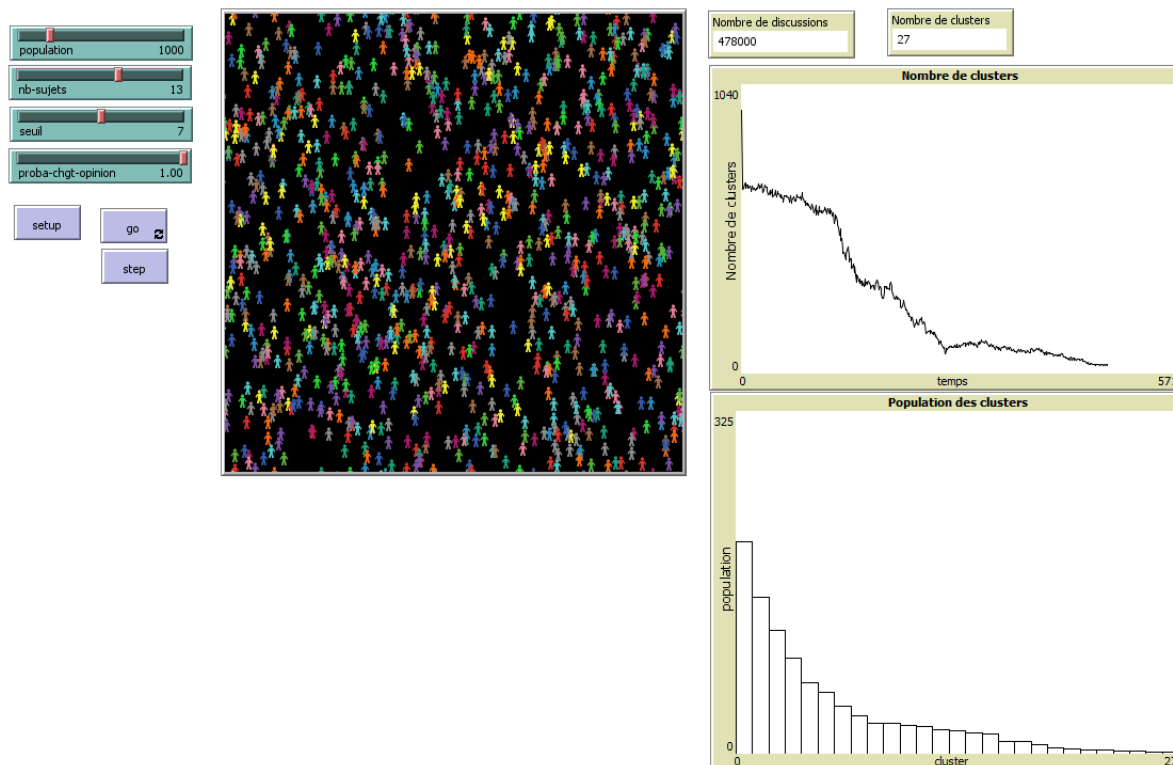 population 1000
nb-sujets 13
seuil 7
proba-chgt-opinion 1.00
setup
go
step
Nombre de discussions
478000
Nombre de clusters
27
Nombre de clusters
1040
Nombre de clusters
0
0
temps
Population des clusters
325
population
0
0
cluster